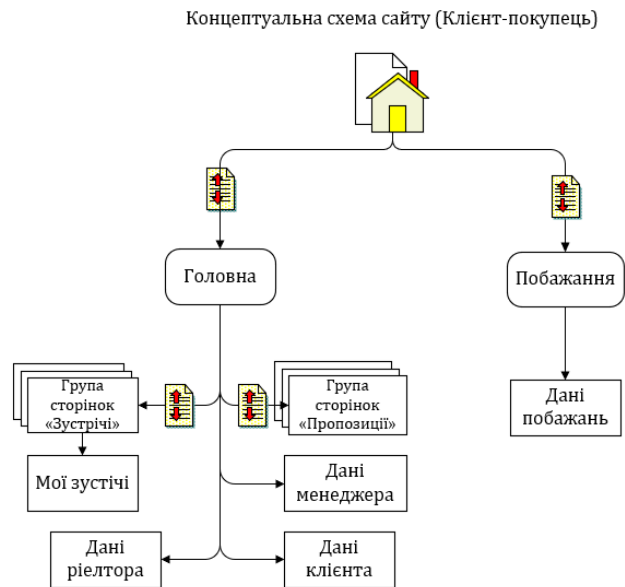 Концептуальна схема сайту (Клієнт-покупець)
Головна
Побажання
Група
сторінок
«Зустрічі»
Група
сторінок
«Пропозиції»
Дані
побажань
Мої зустічі
Дані
менеджера
Дані
ріелтора
Дані
клієнта